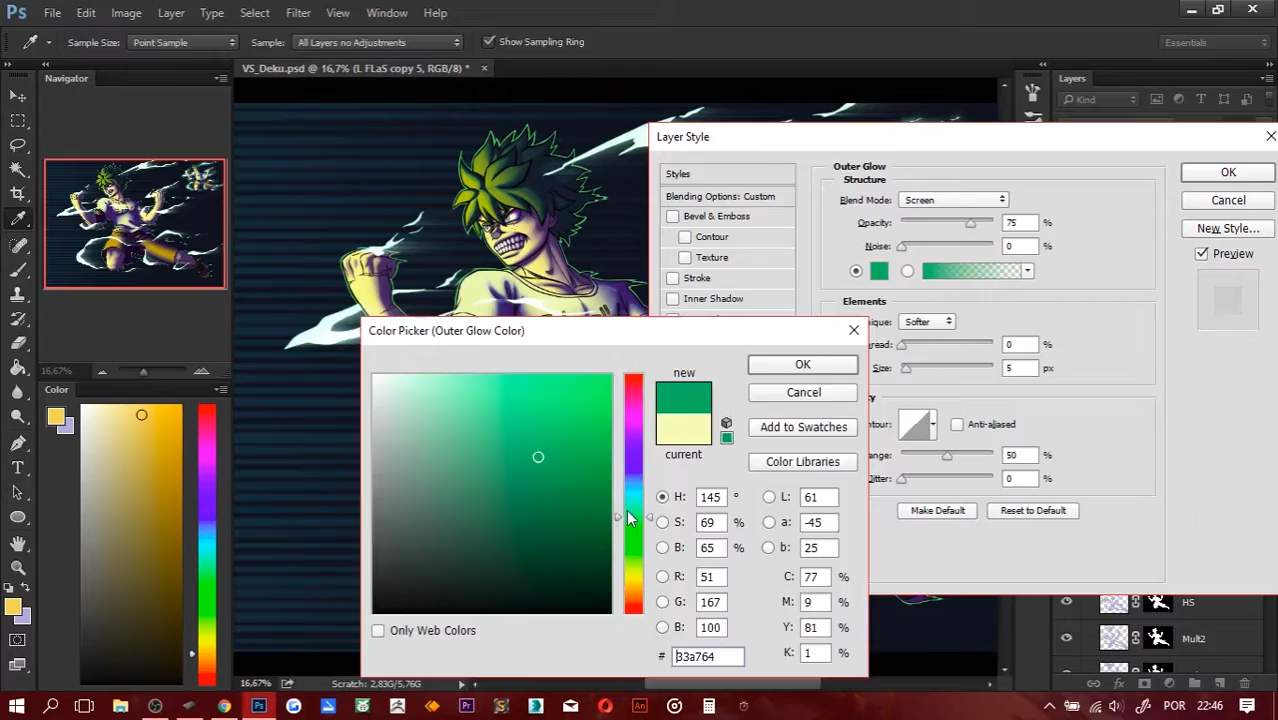 Ps File Edit Image Layer Type Select Filter View Window Help
Sample Size: Point Sample Sample: All Layers no Adjustments Show Sampling Ring Essentials
Navigator
VS_Deku.psd @ 16,7% (L FLaS copy 5, RGB/8) *
Layers
Kind
Layer Style
Styles
Blending Options: Custom
Bevel & Emboss
Contour
Texture
Stroke
Inner Shadow
Outer Glow
Structure
Blend Mode: Screen
Opacity: 75 %
Noise: 0 %
Elements
Softer
0 %
Size: 5 px
Anti-aliased
50 %
0 %
Make Default Reset to Default
OK
Cancel
New Style...
Preview
16,67%
Color
Color Picker (Outer Glow Color)
new
current
OK
Cancel
Add to Swatches
Color Libraries
H: 145 °
S: 69 %
B: 65 %
R: 51
G: 167
B: 100
# 33a764
L: 61
a: -45
b: 25
C: 77 %
M: 9 %
Y: 81 %
K: 1 %
Only Web Colors
HS
Mult2
16,67% Scratch: 2,83G/5,76G
Ps Pr An POR 22:46